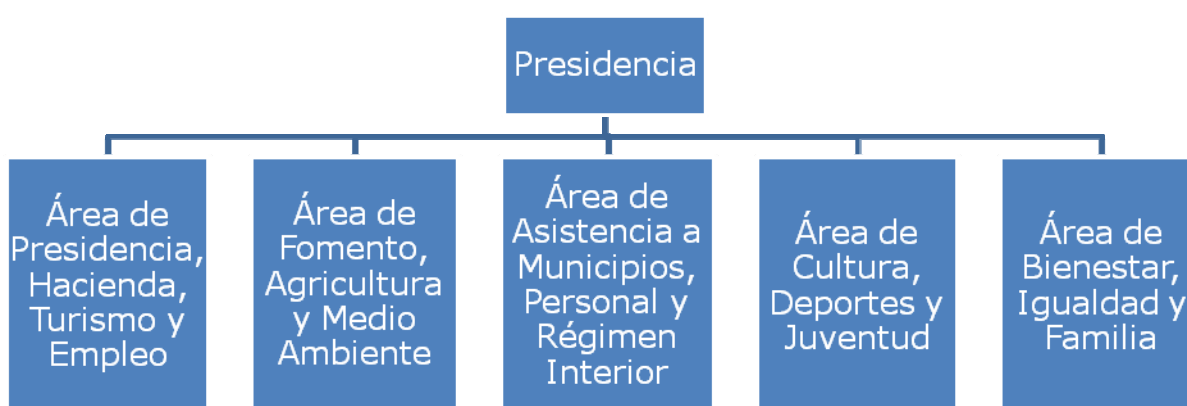 Presidencia
Área de
Presidencia,
Hacienda,
Turismo y
Empleo
Área de
Fomento,
Agricultura
y Medio
Ambiente
Área de
Asistencia a
Municipios,
Personal y
Régimen
Interior
Área de
Cultura,
Deportes y
Juventud
Área de
Bienestar,
Igualdad y
Familia